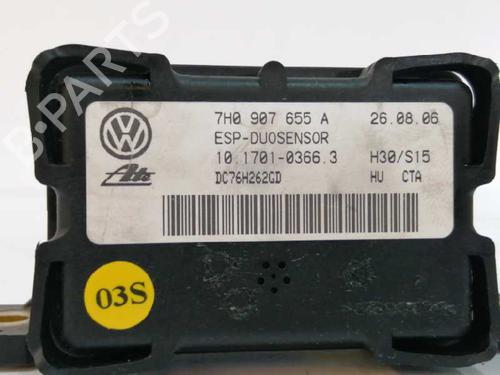 B-PARTS
7H0 907 655 A 26.08.06
ESP-DUOSENSOR
10.1701-0366.3 H30/S15
Ate DC76H262GD HU CTA
03S